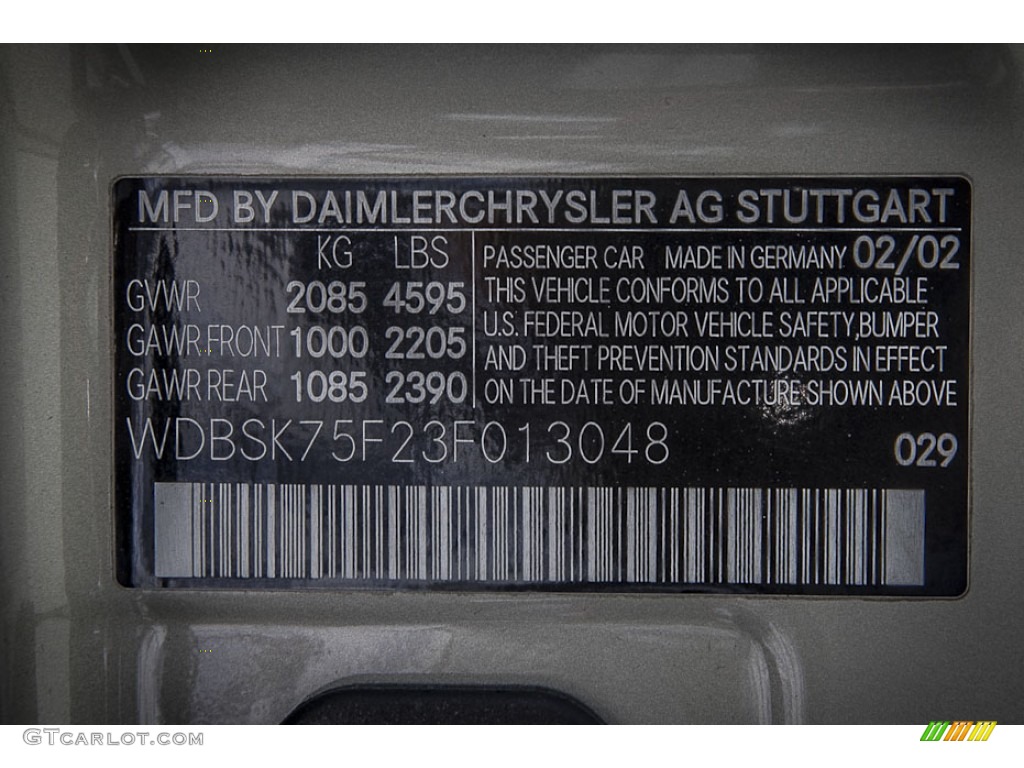 MFD BY DAIMLERCHRYSLER AG STUTTGART
KG LBS
GVWR 2085 4595
GAWR FRONT 1000 2205
GAWR REAR 1085 2390
PASSENGER CAR MADE IN GERMANY 02/02
THIS VEHICLE CONFORMS TO ALL APPLICABLE
U.S. FEDERAL MOTOR VEHICLE SAFETY, BUMPER
AND THEFT PREVENTION STANDARDS IN EFFECT
ON THE DATE OF MANUFACTURE SHOWN ABOVE
WDBSK75F23F013048 029
GTCARLOT.COM